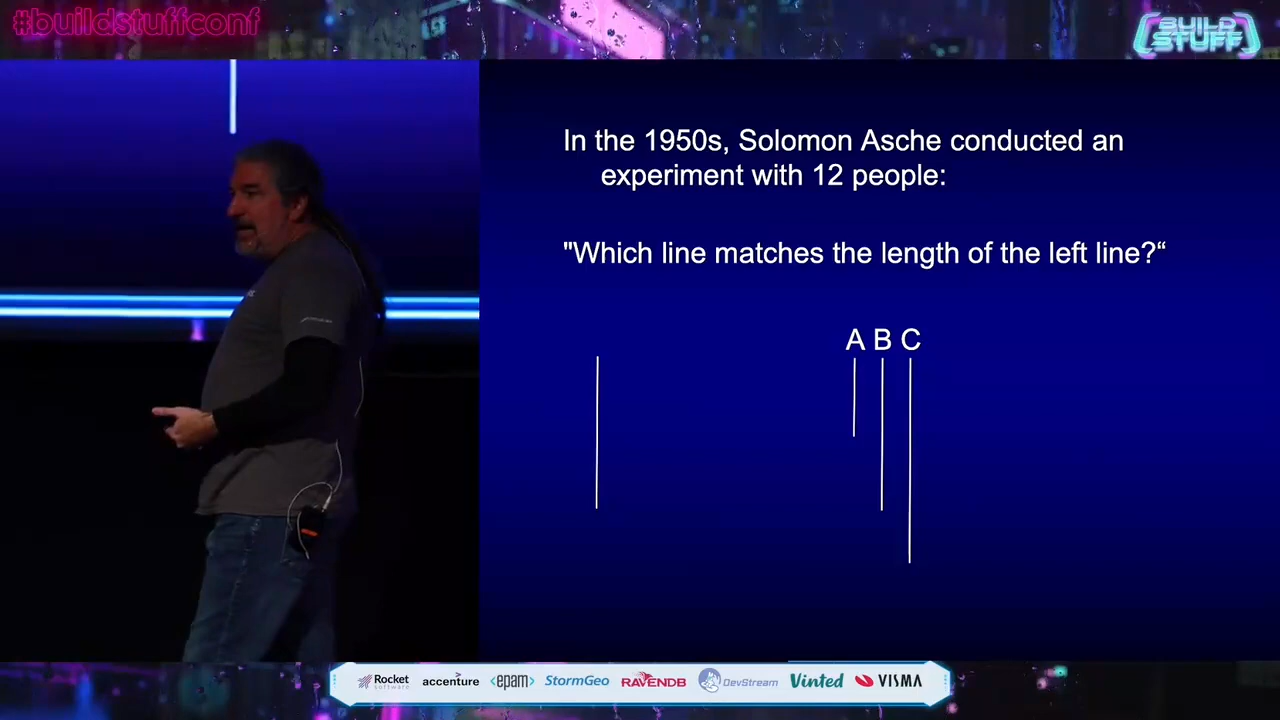 #buildstuffconf
BUILD
STUFF
In the 1950s, Solomon Asche conducted an
experiment with 12 people:
"Which line matches the length of the left line?“
A B C
Rocket
software
accenture
<epam>
StormGeo
RAVENDB
DevStream
Vinted
VISMA